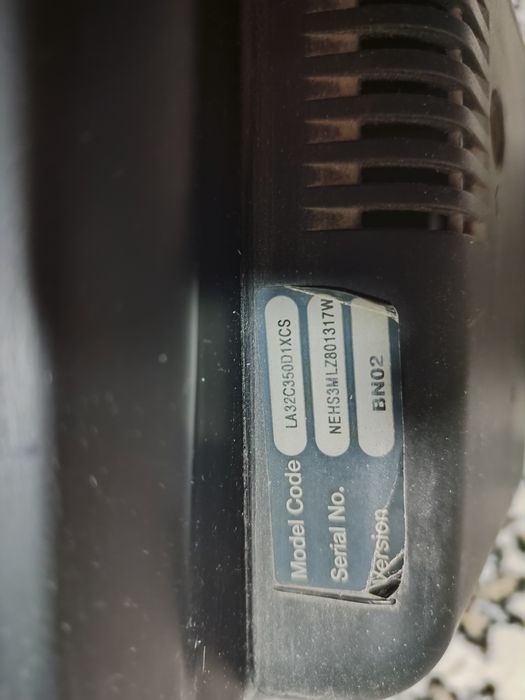 Model Code LA32C350D1XCS
Serial No. NEHS3MLZ801317W
Version BN02